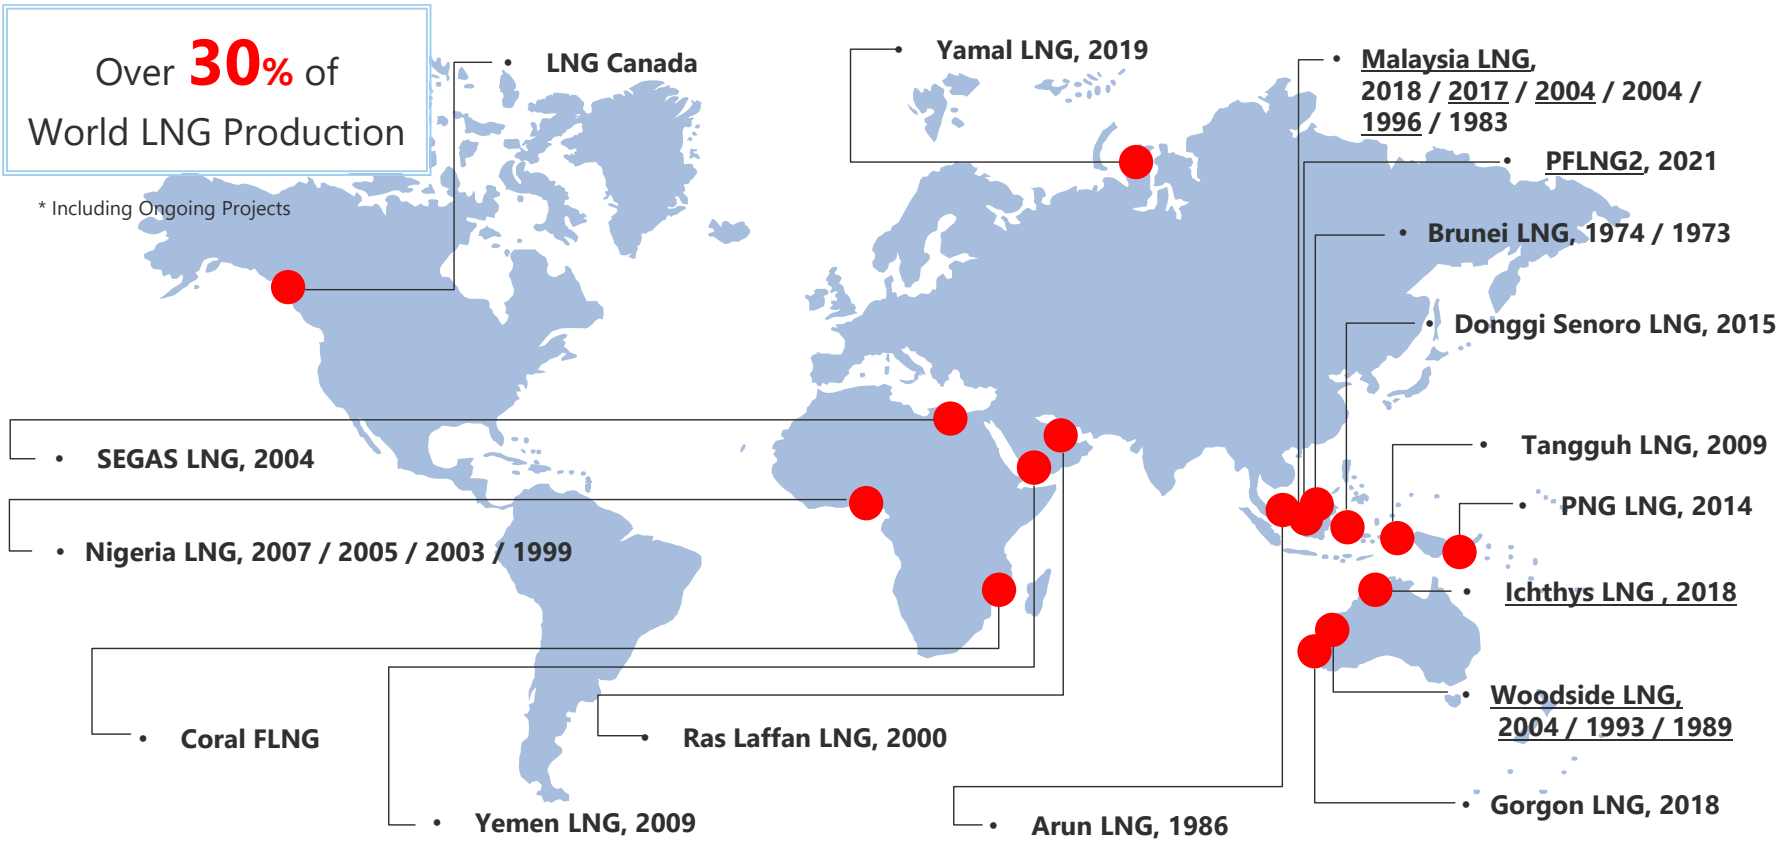 Over 30% of
World LNG Production
* Including Ongoing Projects
• LNG Canada
• Yamal LNG, 2019
• Malaysia LNG,
2018 / 2017 / 2004 / 2004 /
1996 / 1983
• PFLNG2, 2021
• Brunei LNG, 1974 / 1973
• Donggi Senoro LNG, 2015
• Tangguh LNG, 2009
• PNG LNG, 2014
• Ichthys LNG , 2018
• Woodside LNG,
2004 / 1993 / 1989
• Gorgon LNG, 2018
• SEGAS LNG, 2004
• Nigeria LNG, 2007 / 2005 / 2003 / 1999
• Coral FLNG
• Ras Laffan LNG, 2000
• Yemen LNG, 2009
• Arun LNG, 1986